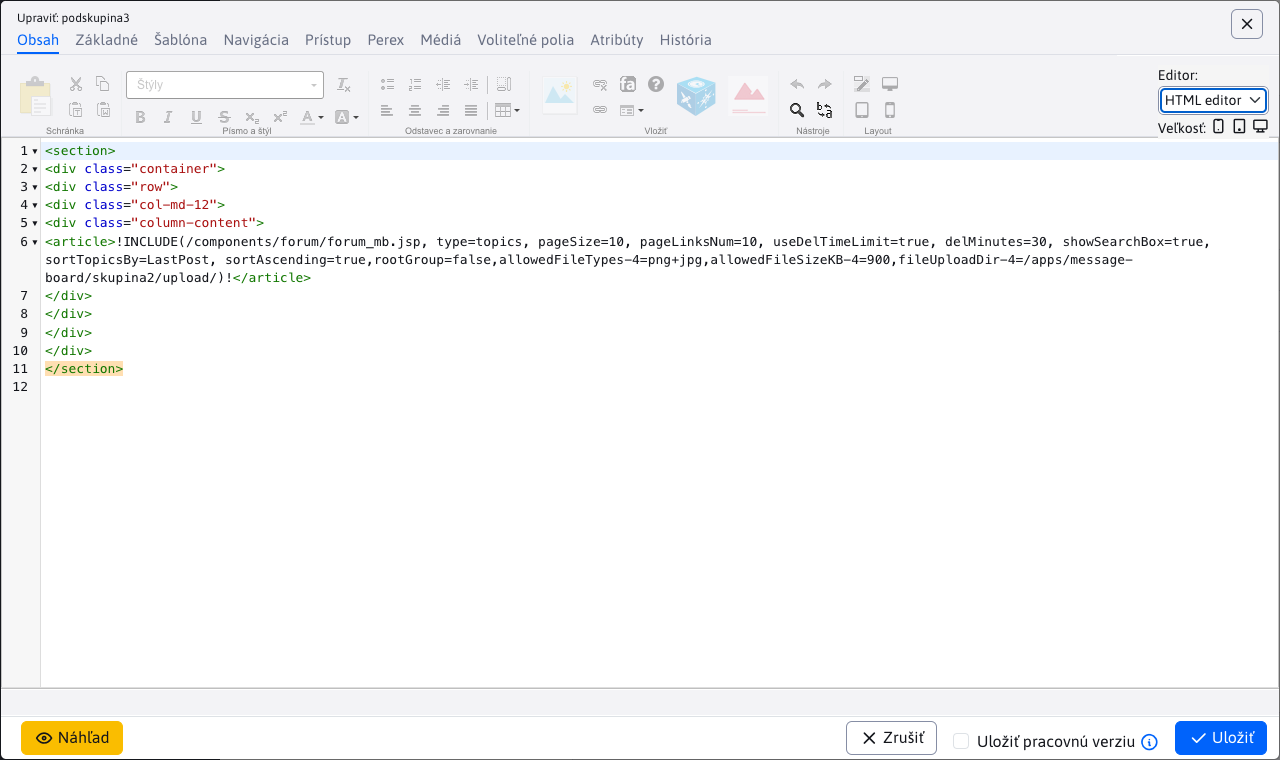 Upraviť: podskupina3
Obsah Základné Šablóna Navigácia Prístup Perex Médiá Voliteľné polia Atribúty História
Štýly
Schránka Písmo a štýl Odstavec a zarovnanie Vložiť Nástroje Layout
Editor:
HTML editor
Veľkosť:
1 <section>
2 <div class="container">
3 <div class="row">
4 <div class="col-md-12">
5 <div class="column-content">
6 <article>!INCLUDE(/components/forum/forum_mb.jsp, type=topics, pageSize=10, pageLinksNum=10, useDelTimeLimit=true, delMinutes=30, showSearchBox=true,
sortTopicsBy=LastPost, sortAscending=true,rootGroup=false,allowedFileTypes-4=png+jpg,allowedFileSizeKB-4=900,fileUploadDir-4=/apps/message-
board/skupina2/upload/)!</article>
7 </div>
8 </div>
9 </div>
10 </div>
11 </section>
12
Náhľad Zrušiť Uložiť pracovnú verziu Uložiť